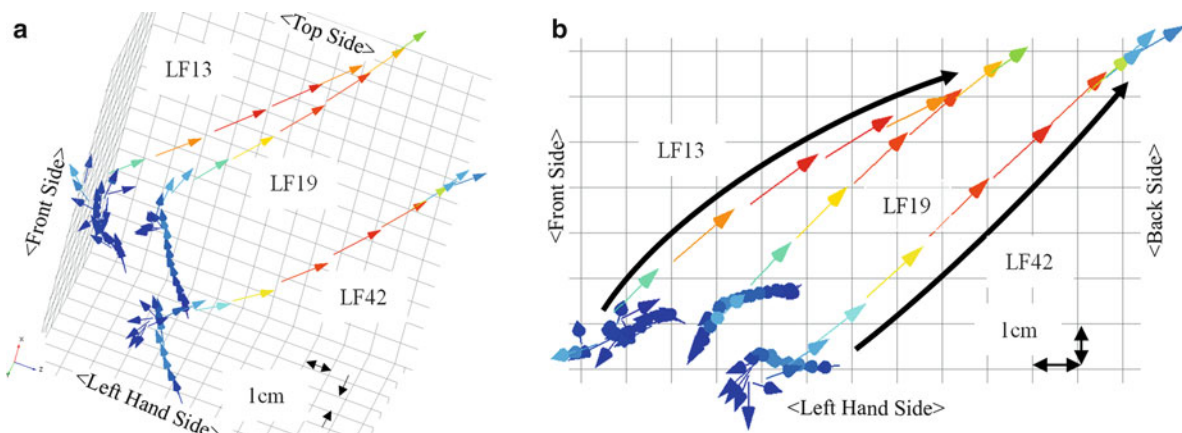 a
<Top Side>
LF13
<Front Side>
LF19
LF42
1cm
<Left Hand Side>
x
z
b
LF13
<Front Side>
LF19
<Back Side>
LF42
1cm
<Left Hand Side>